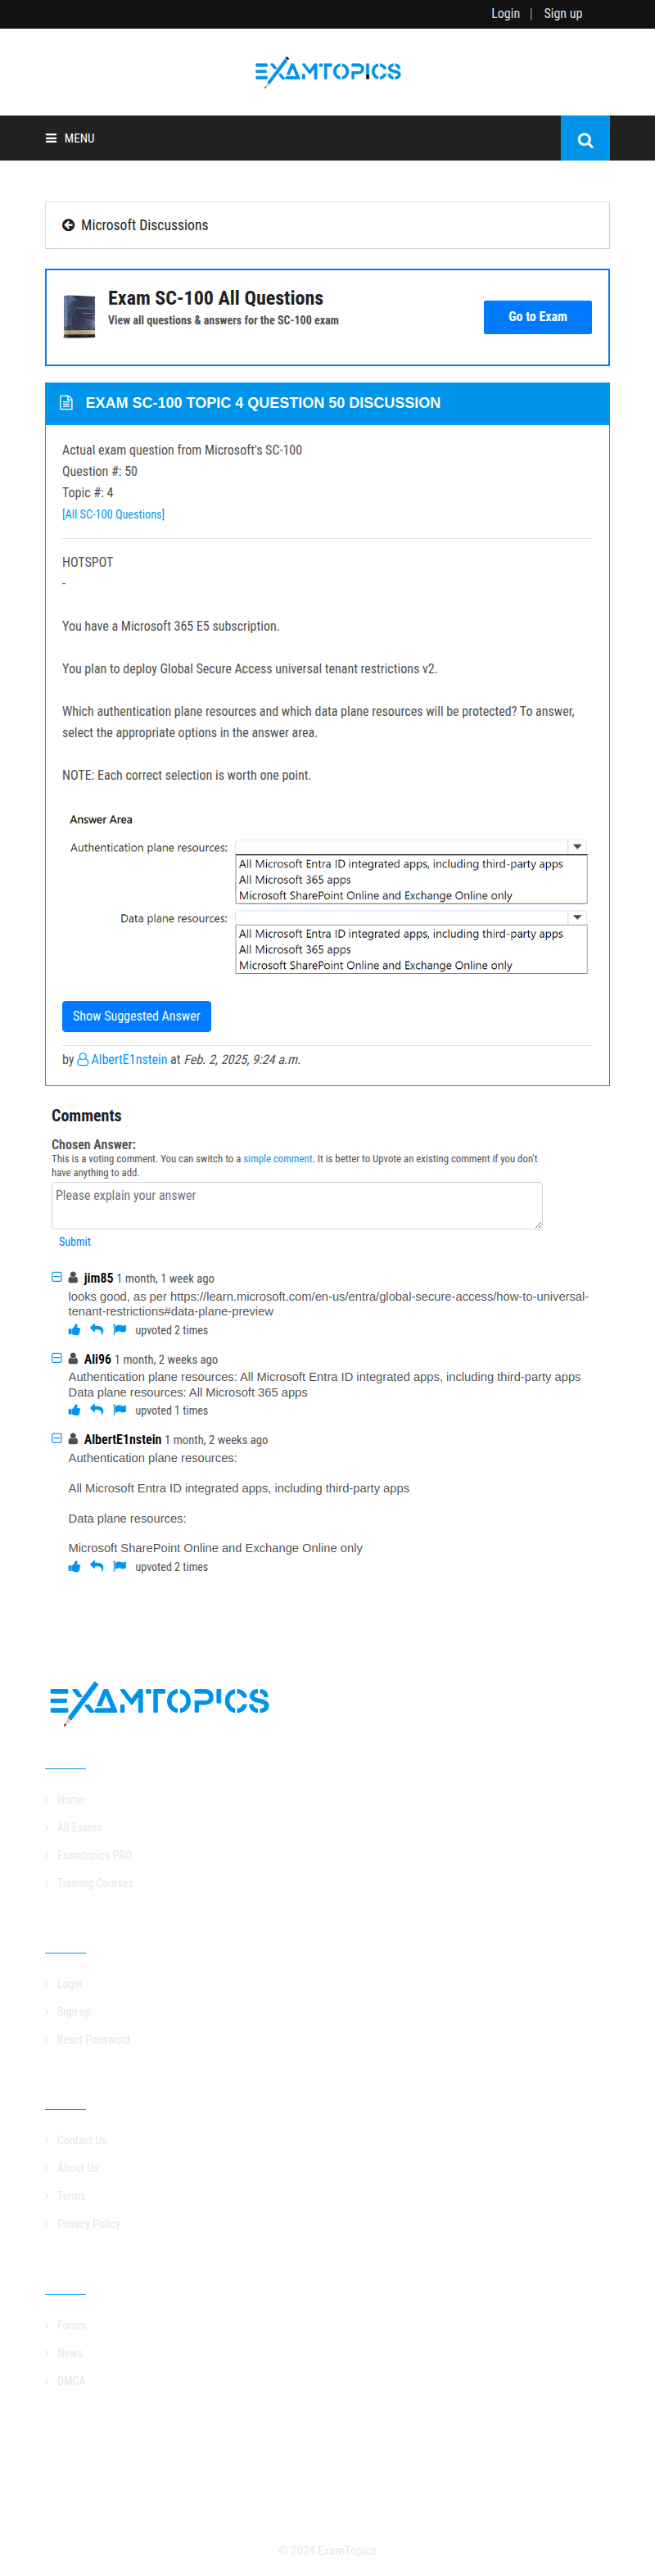 Login | Sign up
EXAMTOPICS
MENU
Microsoft Discussions
Exam SC-100 All Questions
View all questions & answers for the SC-100 exam
Go to Exam
EXAM SC-100 TOPIC 4 QUESTION 50 DISCUSSION
Actual exam question from Microsoft's SC-100
Question #: 50
Topic #: 4
[All SC-100 Questions]
HOTSPOT
-
You have a Microsoft 365 E5 subscription.
You plan to deploy Global Secure Access universal tenant restrictions v2.
Which authentication plane resources and which data plane resources will be protected? To answer,
select the appropriate options in the answer area.
NOTE: Each correct selection is worth one point.
Answer Area
Authentication plane resources:
All Microsoft Entra ID integrated apps, including third-party apps
All Microsoft 365 apps
Microsoft SharePoint Online and Exchange Online only
Data plane resources:
All Microsoft Entra ID integrated apps, including third-party apps
All Microsoft 365 apps
Microsoft SharePoint Online and Exchange Online only
Show Suggested Answer
by AlbertE1nstein at Feb. 2, 2025, 9:24 a.m.
Comments
Chosen Answer:
This is a voting comment. You can switch to a simple comment. It is better to Upvote an existing comment if you don't
have anything to add.
Please explain your answer
Submit
jim85 1 month, 1 week ago
looks good, as per https://learn.microsoft.com/en-us/entra/global-secure-access/how-to-universal-
tenant-restrictions#data-plane-preview
upvoted 2 times
Ali96 1 month, 2 weeks ago
Authentication plane resources: All Microsoft Entra ID integrated apps, including third-party apps
Data plane resources: All Microsoft 365 apps
upvoted 1 times
AlbertE1nstein 1 month, 2 weeks ago
Authentication plane resources:
All Microsoft Entra ID integrated apps, including third-party apps
Data plane resources:
Microsoft SharePoint Online and Exchange Online only
upvoted 2 times
EXAMTOPICS
Home
All Exams
Examtopics PRO
Training Courses
Login
Sign up
Reset Password
Contact Us
About Us
Terms
Privacy Policy
Forum
News
DMCA
© 2024 ExamTopics